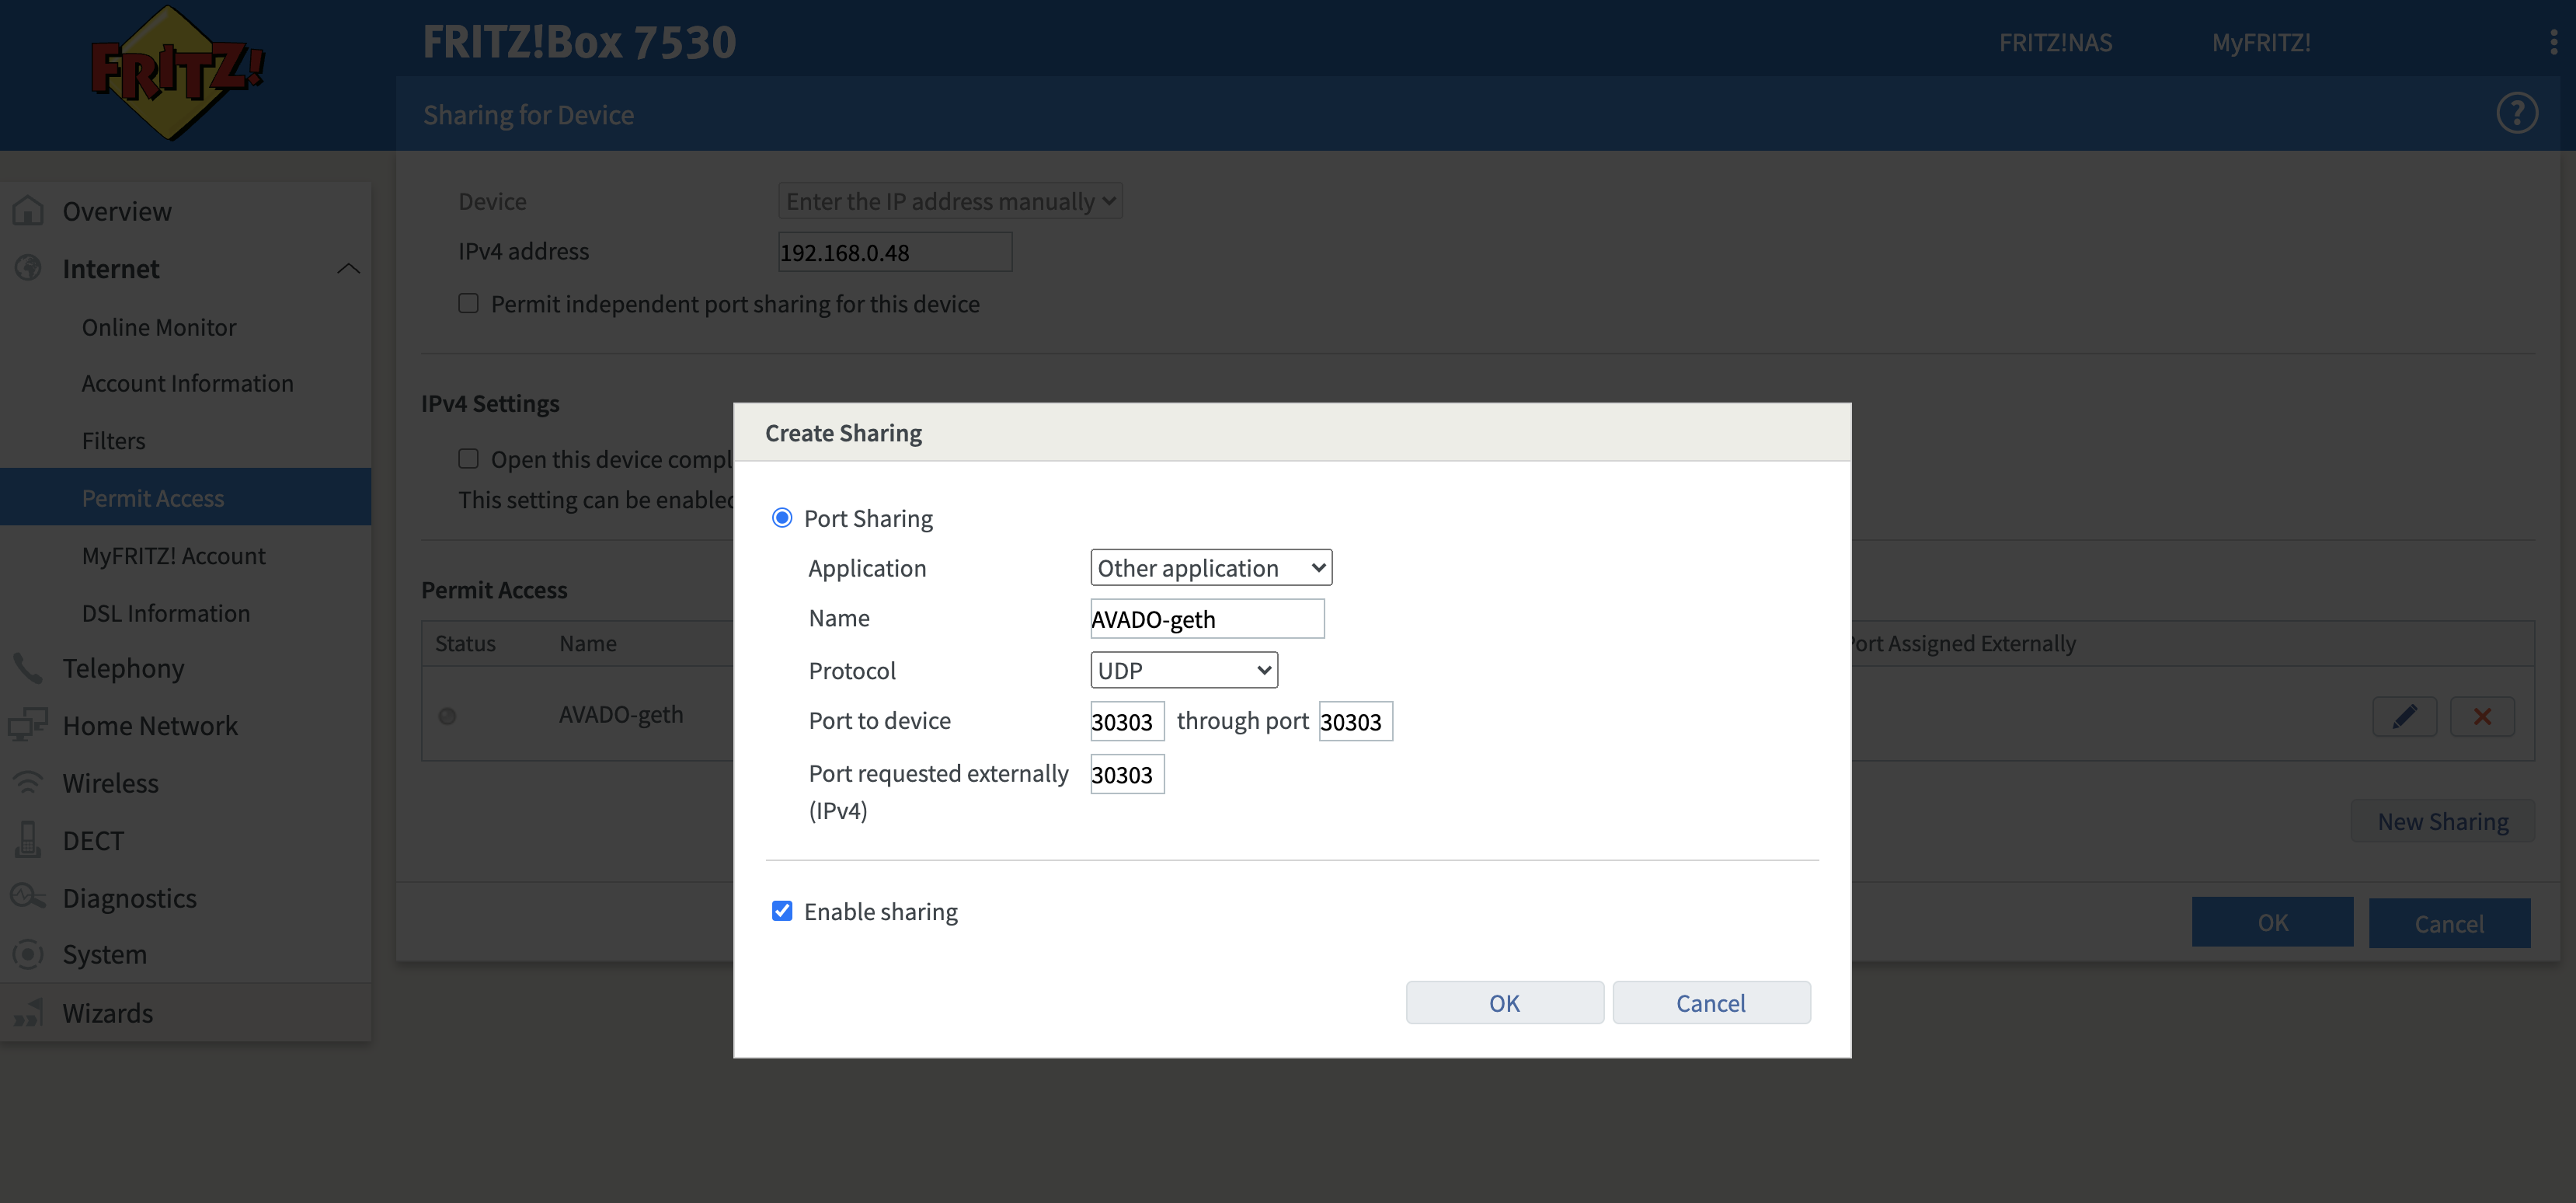 FRITZ!
FRITZ!Box 7530
FRITZ!NAS
MyFRITZ!
Sharing for Device
?
Overview
Internet
Online Monitor
Account Information
Filters
Permit Access
MyFRITZ! Account
DSL Information
Telephony
Home Network
Wireless
DECT
Diagnostics
System
Wizards
Device Enter the IP address manually
IPv4 address 192.168.0.48
Permit independent port sharing for this device
IPv4 Settings
Open this device compl
This setting can be enabled
Permit Access
Status Name Port Assigned Externally
AVADO-geth
New Sharing
OK Cancel
Create Sharing
Port Sharing
Application Other application
Name AVADO-geth
Protocol UDP
Port to device 30303 through port 30303
Port requested externally 30303
(IPv4)
Enable sharing
OK Cancel